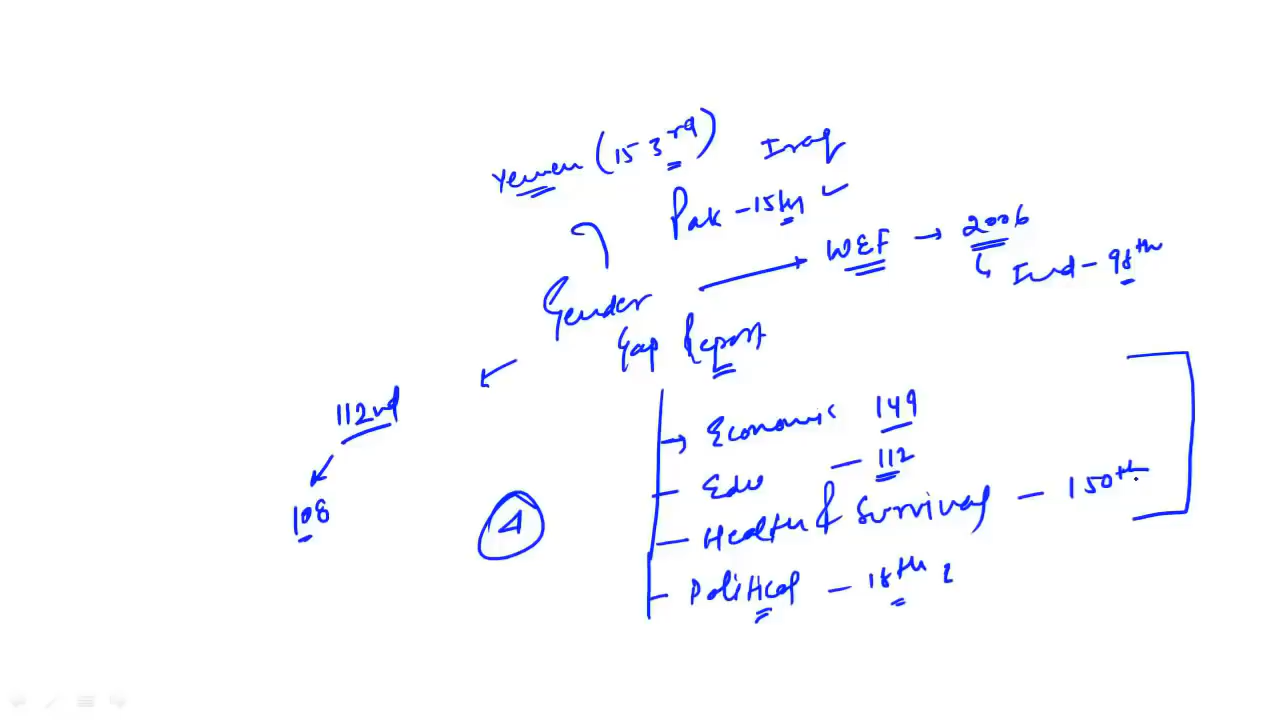 Yemen (153rd)
Iraq
Pak - 151
WEF → 2006
Ind - 98th
Gender
Gap Report
112nd
108
4
Economic 149
Edu - 112
Health & Survival - 150th
Political - 18th